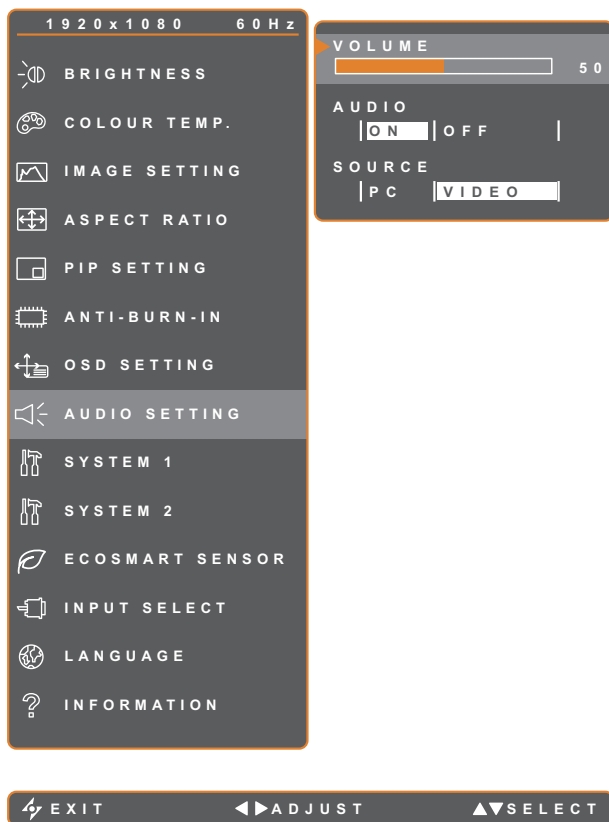 1920x1080 60Hz
BRIGHTNESS
COLOUR TEMP.
IMAGE SETTING
ASPECT RATIO
PIP SETTING
ANTI-BURN-IN
OSD SETTING
AUDIO SETTING
SYSTEM 1
SYSTEM 2
ECOSMART SENSOR
INPUT SELECT
LANGUAGE
INFORMATION
VOLUME
50
AUDIO
ON OFF
SOURCE
PC VIDEO
EXIT ADJUST SELECT